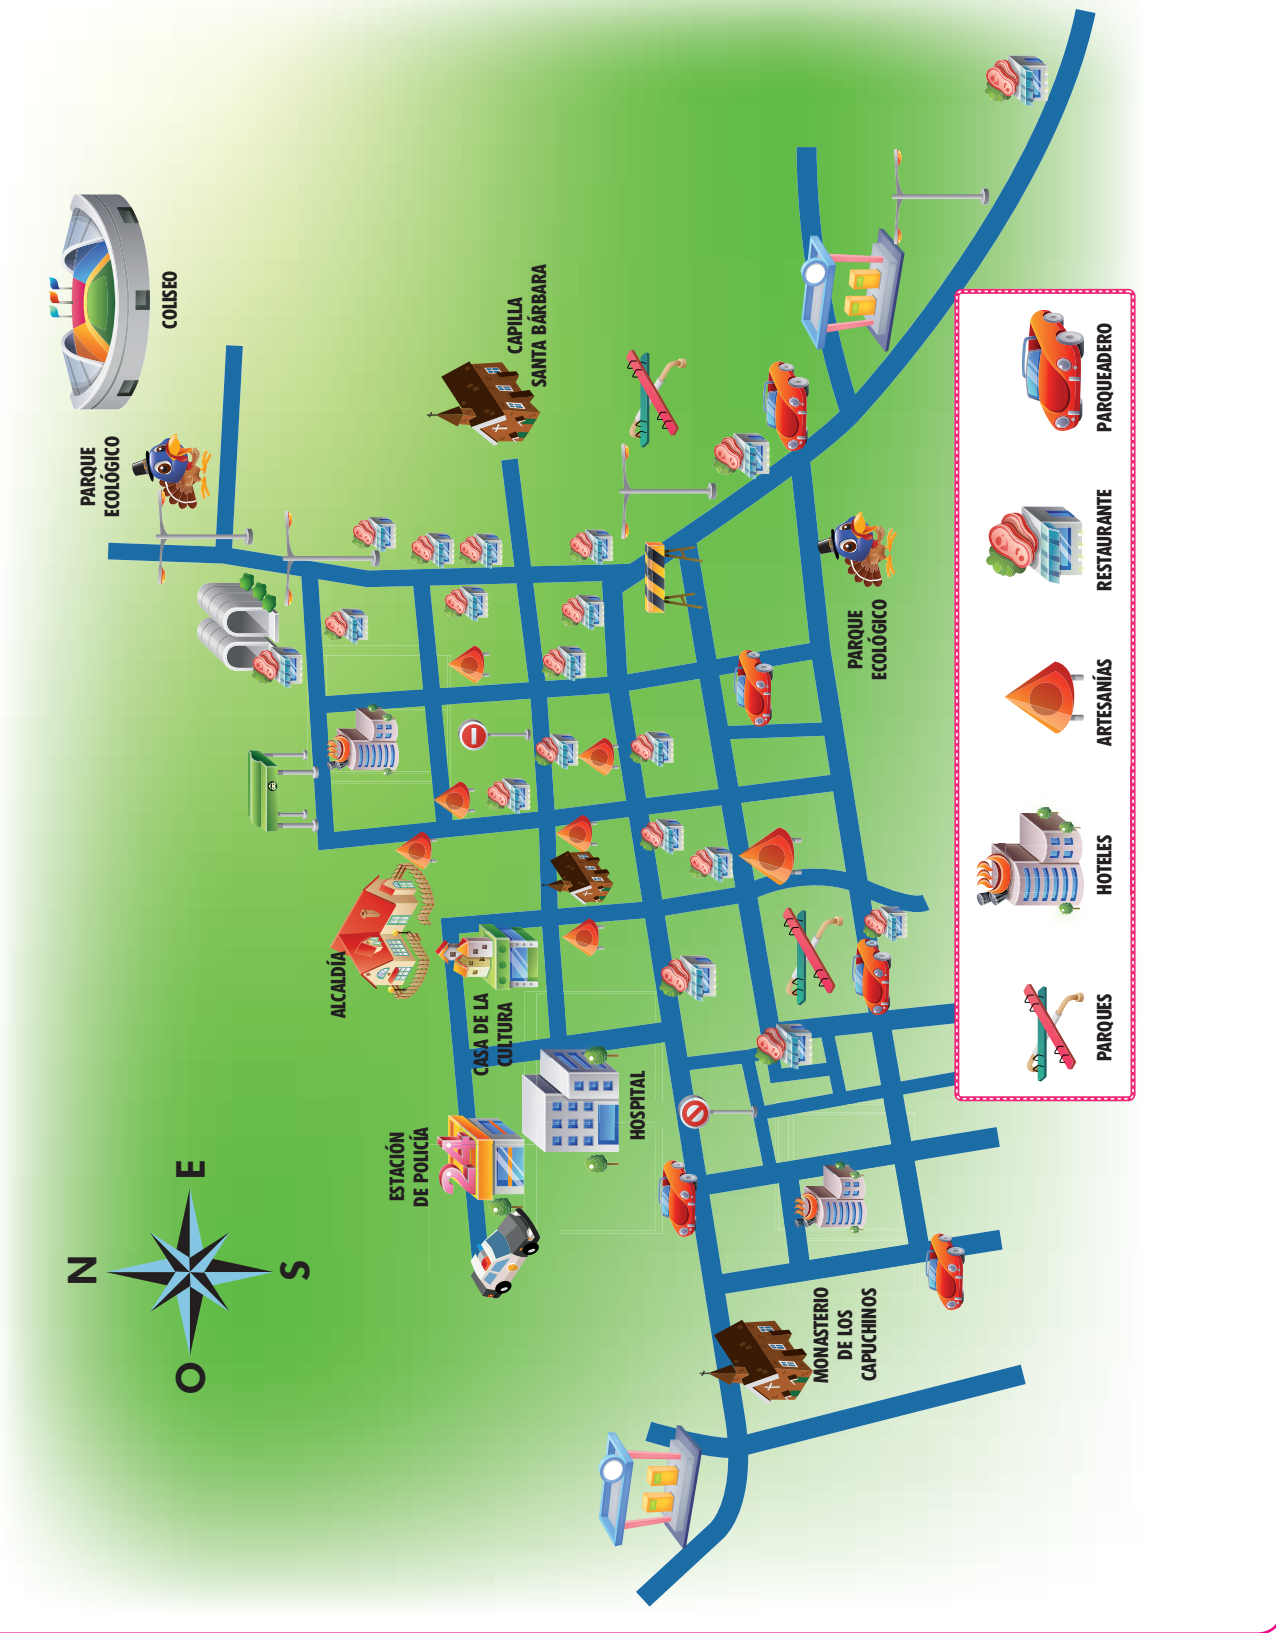 N
E
S
O
COLISEO
PARQUE
ECOLÓGICO
CAPILLA
SANTA BÁRBARA
ALCALDÍA
CASA DE LA
CULTURA
ESTACIÓN
DE POLICÍA
24
HOSPITAL
PARQUE
ECOLÓGICO
MONASTERIO
DE LOS
CAPUCHINOS
PARQUES
HOTELES
ARTESANÍAS
RESTAURANTE
PARQUEADERO